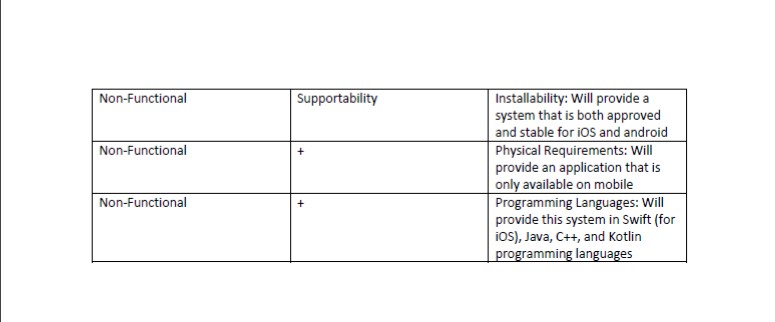 Non-Functional Supportability Installability: Will provide a
system that is both approved
and stable for iOS and android
Non-Functional + Physical Requirements: Will
provide an application that is
only available on mobile
Non-Functional + Programming Languages: Will
provide this system in Swift (for
iOS), Java, C++, and Kotlin
programming languages